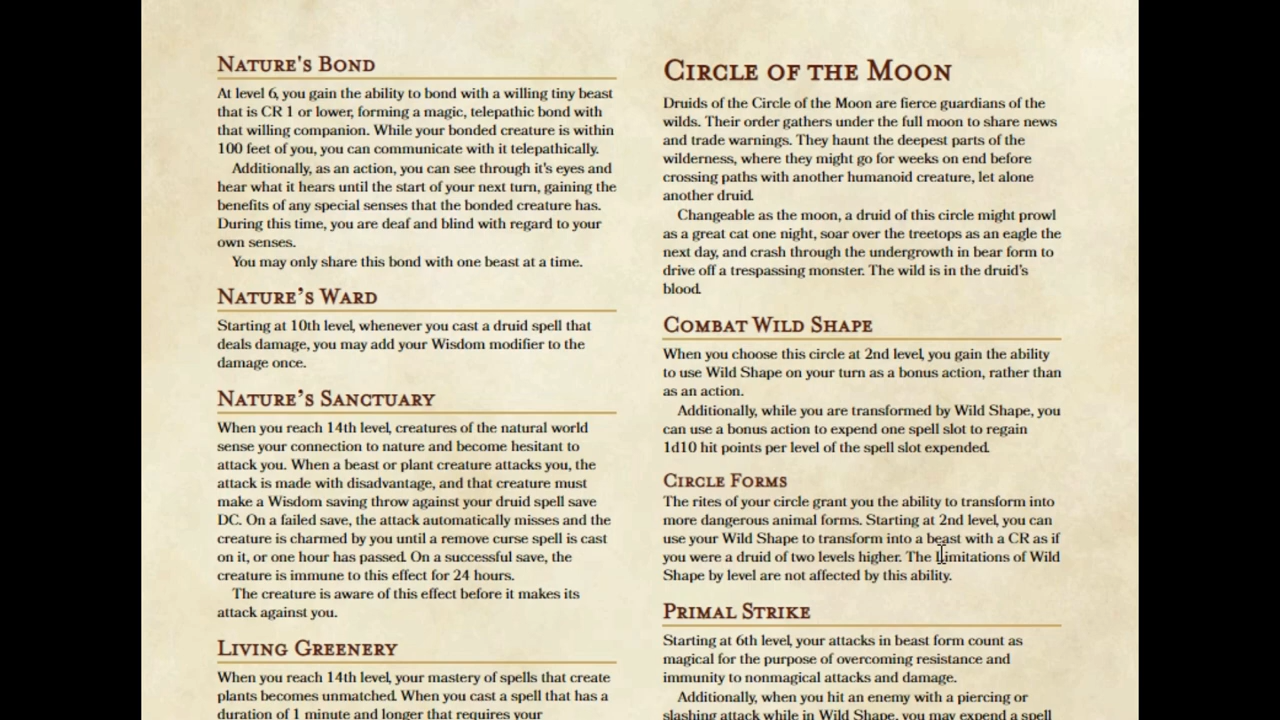 NATURE'S BOND
At level 6, you gain the ability to bond with a willing tiny beast
that is CR 1 or lower, forming a magic, telepathic bond with
that willing companion. While your bonded creature is within
100 feet of you, you can communicate with it telepathically.
Additionally, as an action, you can see through it's eyes and
hear what it hears until the start of your next turn, gaining the
benefits of any special senses that the bonded creature has.
During this time, you are deaf and blind with regard to your
own senses.
You may only share this bond with one beast at a time.
NATURE’S WARD
Starting at 10th level, whenever you cast a druid spell that
deals damage, you may add your Wisdom modifier to the
damage once.
NATURE’S SANCTUARY
When you reach 14th level, creatures of the natural world
sense your connection to nature and become hesitant to
attack you. When a beast or plant creature attacks you, the
attack is made with disadvantage, and that creature must
make a Wisdom saving throw against your druid spell save
DC. On a failed save, the attack automatically misses and the
creature is charmed by you until a remove curse spell is cast
on it, or one hour has passed. On a successful save, the
creature is immune to this effect for 24 hours.
The creature is aware of this effect before it makes its
attack against you.
LIVING GREENERY
When you reach 14th level, your mastery of spells that create
plants becomes unmatched. When you cast a spell that has a
duration of 1 minute and longer that requires your
CIRCLE OF THE MOON
Druids of the Circle of the Moon are fierce guardians of the
wilds. Their order gathers under the full moon to share news
and trade warnings. They haunt the deepest parts of the
wilderness, where they might go for weeks on end before
crossing paths with another humanoid creature, let alone
another druid.
Changeable as the moon, a druid of this circle might prowl
as a great cat one night, soar over the treetops as an eagle the
next day, and crash through the undergrowth in bear form to
drive off a trespassing monster. The wild is in the druid’s
blood.
COMBAT WILD SHAPE
When you choose this circle at 2nd level, you gain the ability
to use Wild Shape on your turn as a bonus action, rather than
as an action.
Additionally, while you are transformed by Wild Shape, you
can use a bonus action to expend one spell slot to regain
1d10 hit points per level of the spell slot expended.
CIRCLE FORMS
The rites of your circle grant you the ability to transform into
more dangerous animal forms. Starting at 2nd level, you can
use your Wild Shape to transform into a beast with a CR as if
you were a druid of two levels higher. The Limitations of Wild
Shape by level are not affected by this ability.
PRIMAL STRIKE
Starting at 6th level, your attacks in beast form count as
magical for the purpose of overcoming resistance and
immunity to nonmagical attacks and damage.
Additionally, when you hit an enemy with a piercing or
slashing attack while in Wild Shape, you may expend a spell